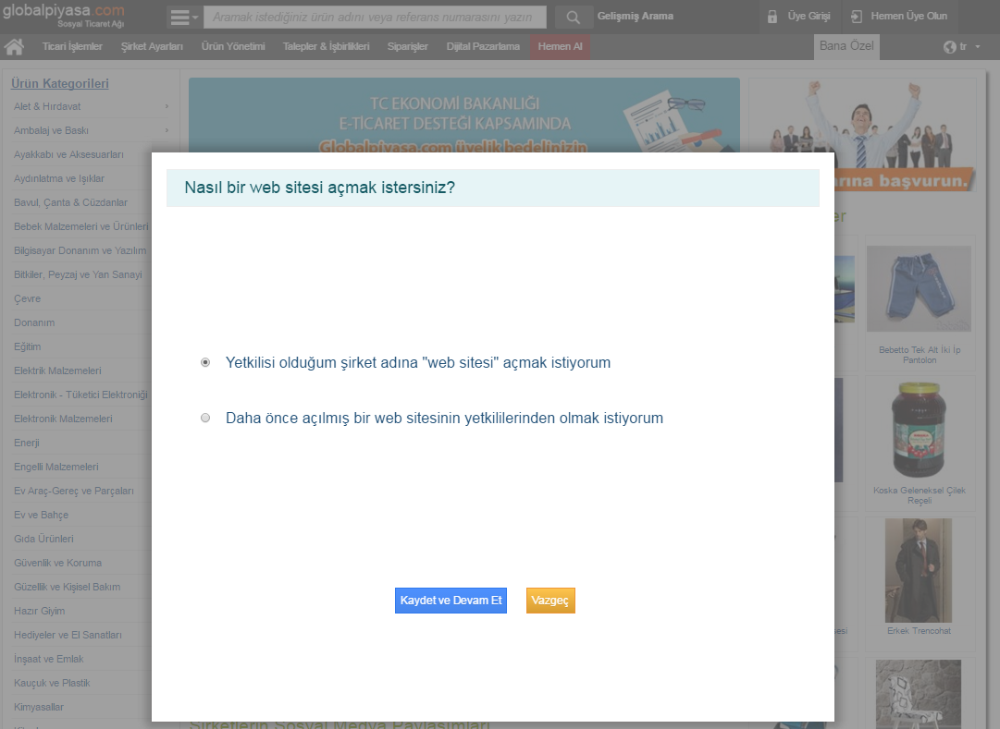 globalpiyasa.com
Sosyal Ticaret Ağı
Aramak istediğiniz ürün adını veya referans numarasını yazın
Gelişmiş Arama
Üye Girişi
Hemen Üye Olun
Ticari İşlemler
Şirket Ayarları
Ürün Yönetimi
Talepler & İşbirlikleri
Siparişler
Dijital Pazarlama
Hemen Al
Bana Özel
tr
Ürün Kategorileri
Alet & Hırdavat
Ambalaj ve Baskı
Ayakkabı ve Aksesuarları
Aydınlatma ve Işıklar
Bavul, Çanta & Cüzdanlar
Bebek Malzemeleri ve Ürünleri
Bilgisayar Donanım ve Yazılım
Bitkiler, Peyzaj ve Yan Sanayi
Çevre
Donanım
Eğitim
Elektrik Malzemeleri
Elektronik - Tüketici Elektroniği
Elektronik Malzemeleri
Enerji
Engelli Malzemeleri
Ev Araç-Gereç ve Parçaları
Ev ve Bahçe
Gıda Ürünleri
Güvenlik ve Koruma
Güzellik ve Kişisel Bakım
Hazır Giyim
Hediyeler ve El Sanatları
İnşaat ve Emlak
Kauçuk ve Plastik
Kimyasallar
TC EKONOMİ BAKANLIĞI
E-TİCARET DESTEĞİ KAPSAMINDA
Globalpiyasa.com üyelik bedelinizin
arına başvurun.
er
Nasıl bir web sitesi açmak istersiniz?
Yetkilisi olduğum şirket adına "web sitesi" açmak istiyorum
Daha önce açılmış bir web sitesinin yetkililerinden olmak istiyorum
Kaydet ve Devam Et
Vazgeç
Bebetto Tek Alt İki İp
Pantolon
Koska Geleneksel Çilek
Reçeli
esi
Erkek Trencohat
Şirketlerin Sosyal Medya Paylaşımları